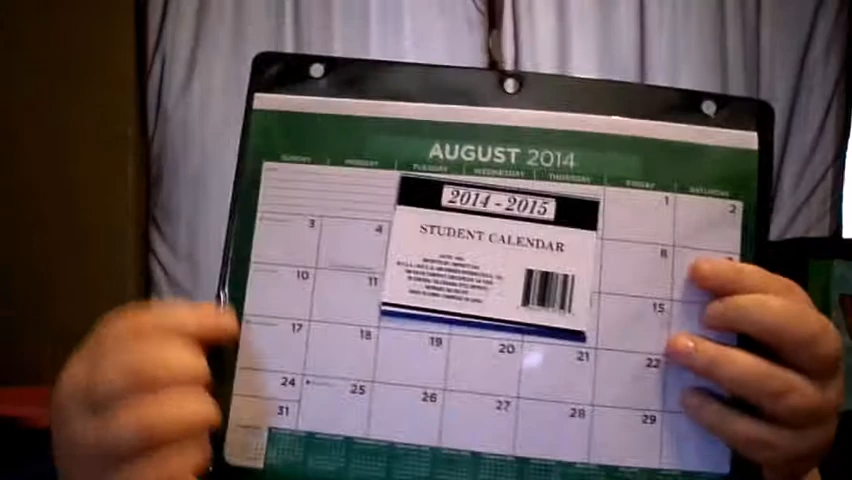 AUGUST 2014
SUNDAY MONDAY TUESDAY WEDNESDAY THURSDAY FRIDAY SATURDAY
2014 - 2015
STUDENT CALENDAR
1 2
3 4 8
10 11 15
17 18 19 20 21 22
24 25 26 27 28 29
31